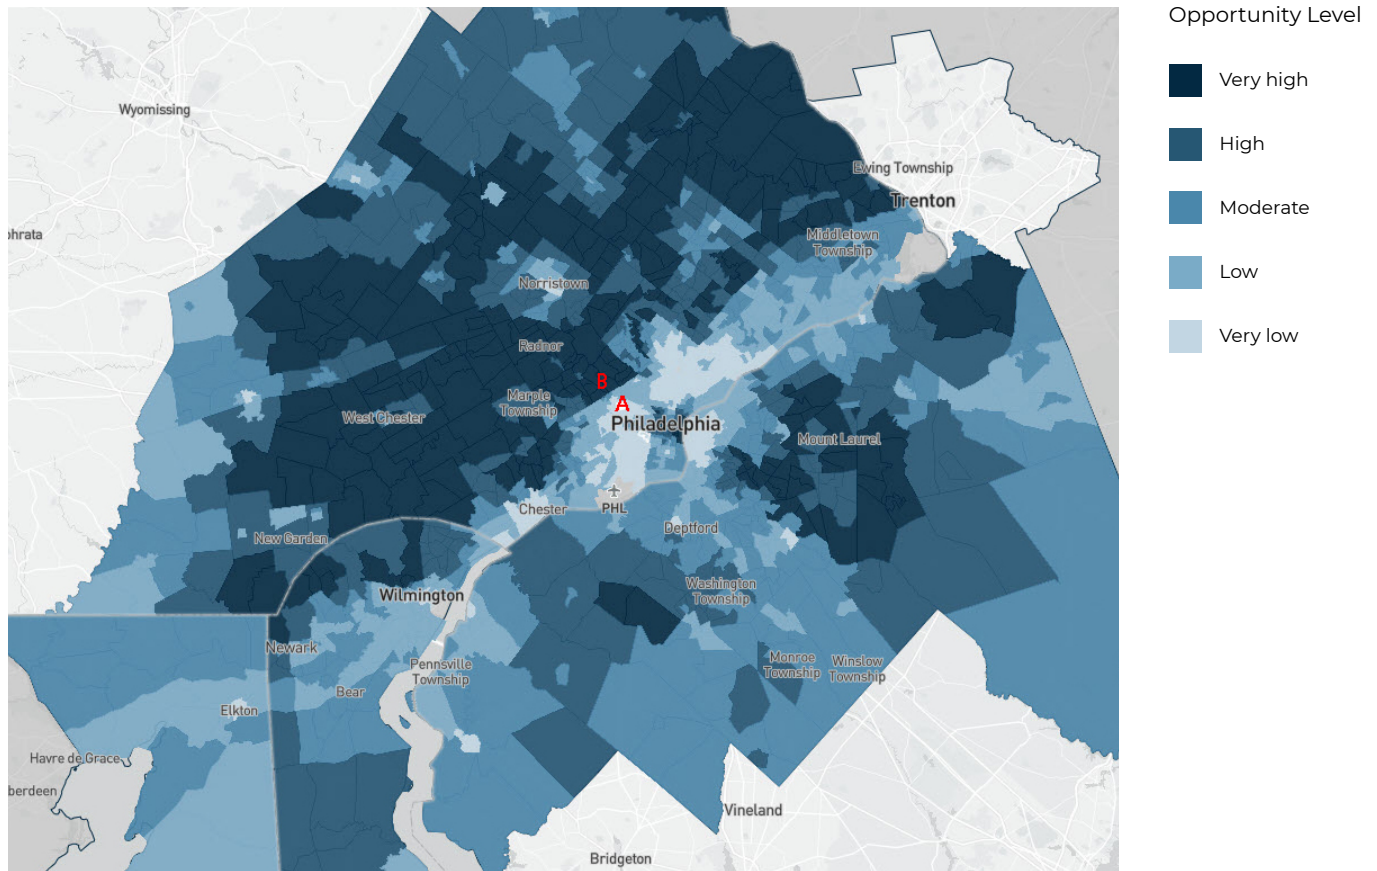 Opportunity Level
Very high
High
Moderate
Low
Very low
Wyomissing
Ewing Township
Trenton
phrata
Middletown
Township
Norristown
Radnor
B
Marple
Township
A
West Chester
Philadelphia
Mount Laurel
PHL
Chester
Deptford
New Garden
Washington
Township
Wilmington
Newark
Monroe
Township
Winslow
Township
Pennsville
Township
Bear
Elkton
Havre de Grace
berdeen
Vineland
Bridgeton